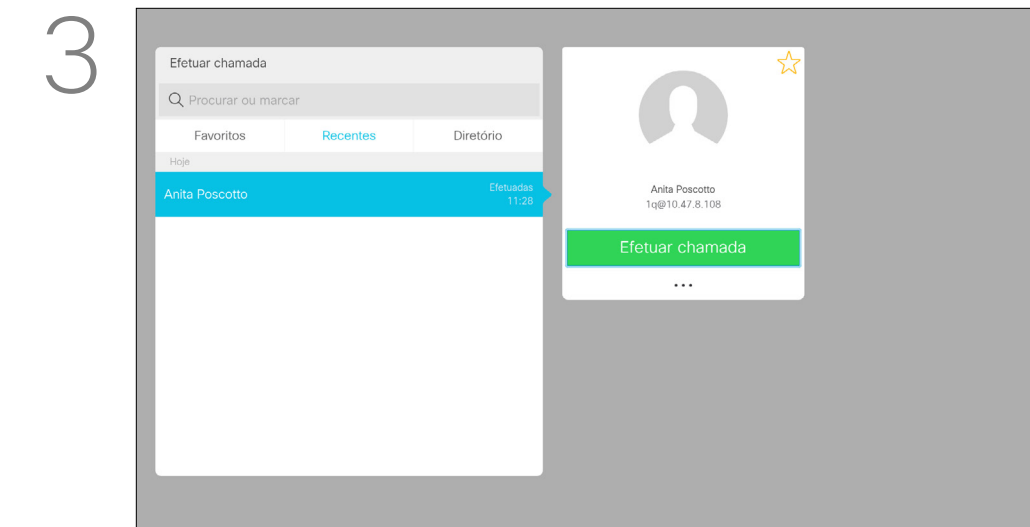 3
Efetuar chamada
Procurar ou marcar
Favoritos Recentes Diretório
Hoje
Anita Poscotto Efetuadas
11:28
Anita Poscotto
1q@10.47.8.108
Efetuar chamada
...